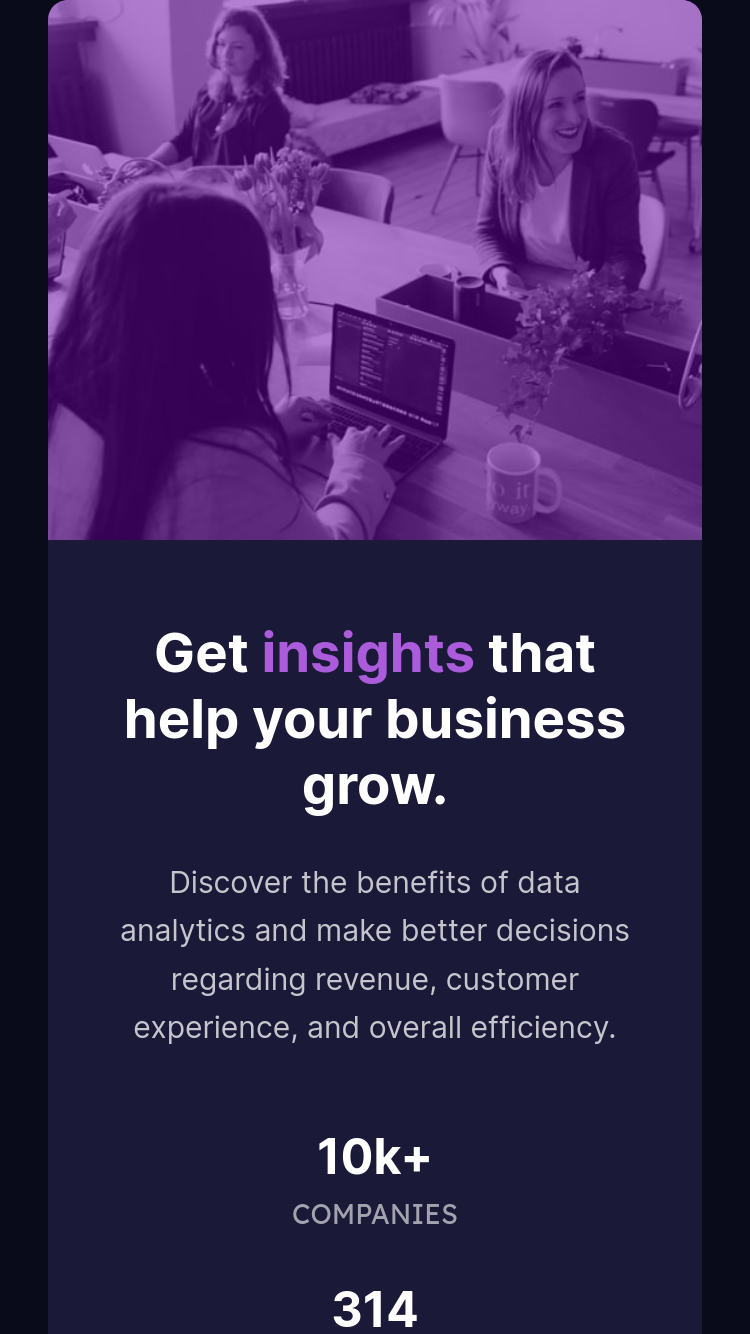 Get insights that
help your business
grow.
Discover the benefits of data
analytics and make better decisions
regarding revenue, customer
experience, and overall efficiency.
10k+
COMPANIES
314